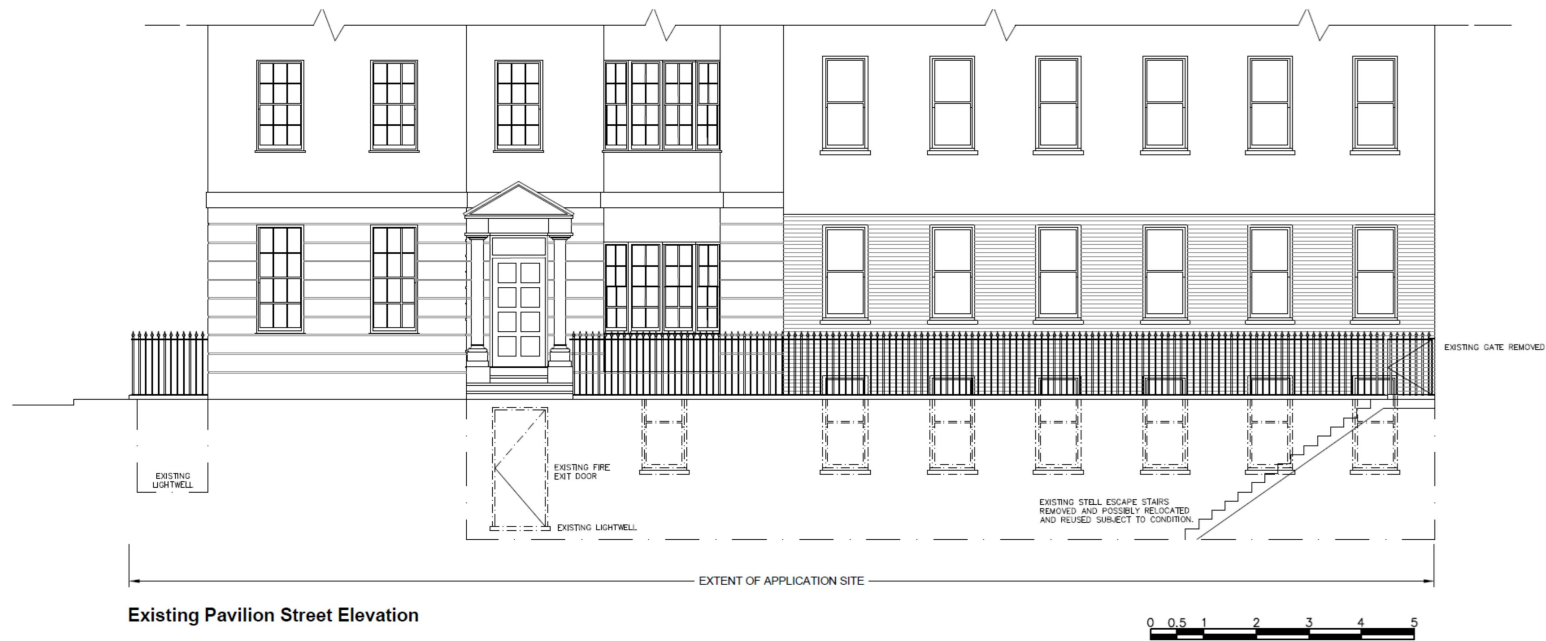 EXISTING GATE REMOVED
EXISTING
LIGHTWELL
EXISTING FIRE
EXIT DOOR
EXISTING LIGHTWELL
EXISTING STELL ESCAPE STAIRS
REMOVED AND POSSIBLY RELOCATED
AND REUSED SUBJECT TO CONDITION.
EXTENT OF APPLICATION SITE
Existing Pavilion Street Elevation
0 0.5 1 2 3 4 5